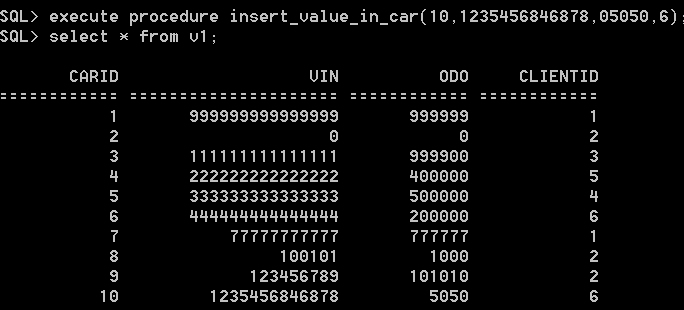 SQL> execute procedure insert_value_in_car(10,1235456846878,05050,6);
SQL> select * from v1;
CARID VIN ODO CLIENTID
============ ===================== ============ ============
1 999999999999999 999999 1
2 0 0 2
3 111111111111111 999900 3
4 222222222222222 400000 5
5 333333333333333 500000 4
6 444444444444444 200000 6
7 77777777777 777777 1
8 100101 1000 2
9 123456789 101010 2
10 1235456846878 5050 6